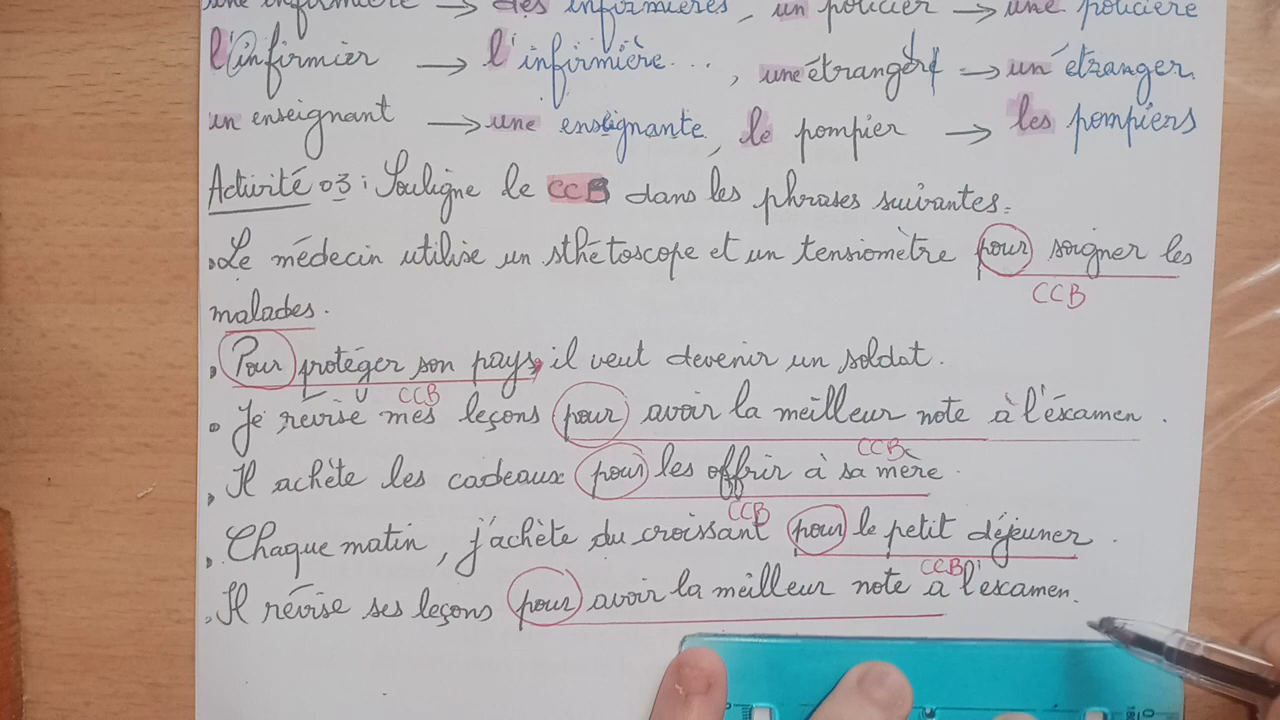 une infirmière → des infirmières, un policier → une policière
l'infirmier → l'infirmière..., une étrangère → un étranger.
un enseignant → une enseignante, le pompier → les pompiers
Activité 03 : Souligne le CCB dans les phrases suivantes.
.Le médecin utilise un sthétoscope et un tensiomètre pour soigner les
CCB
malades.
. Pour protéger son pays, il veut devenir un soldat.
CCB
. Je revise mes leçons pour avoir la meilleur note à l'éxamen.
CCB
. Il achète les cadeaux pour les offrir à sa mère.
CCB
. Chaque matin, j'achète du croissant pour le petit déjeuner.
CCB
. Il révise ses leçons pour avoir la meilleur note à l'éxamen.